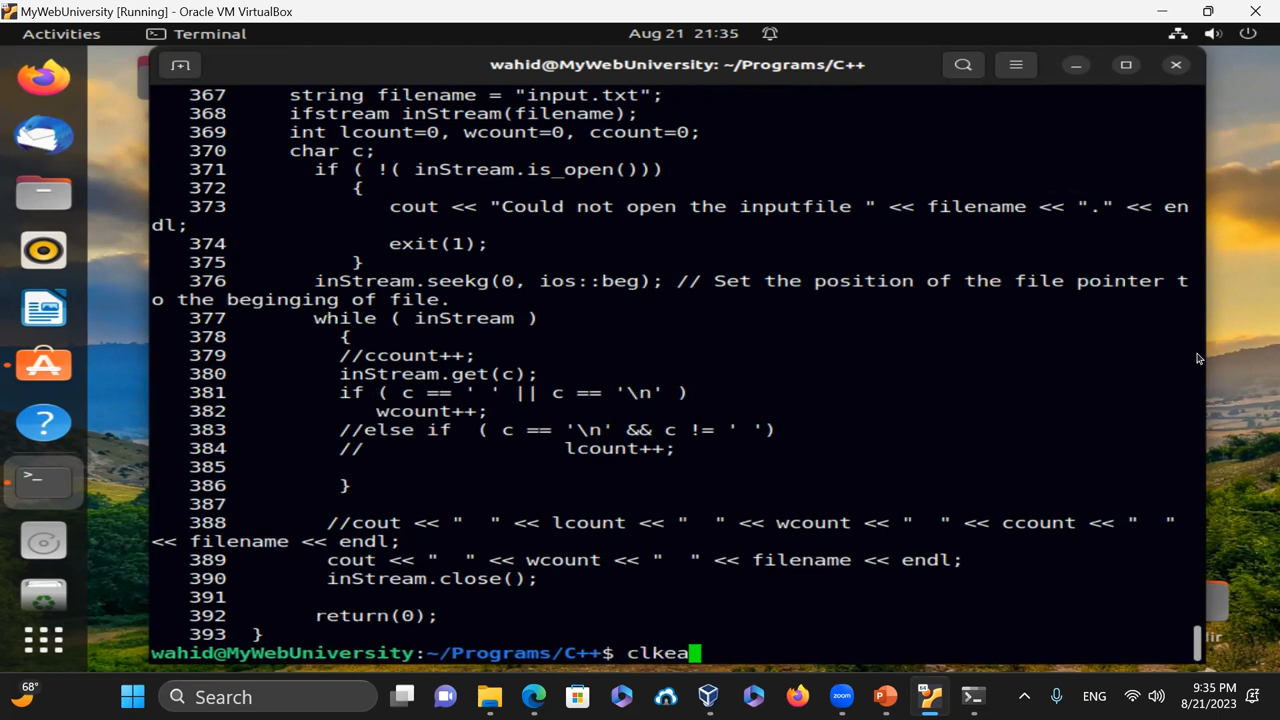 MyWebUniversity [Running] - Oracle VM VirtualBox
Activities
Terminal
Aug 21 21:35
wahid@MyWebUniversity: ~/Programs/C++
367 string filename = "input.txt";
368 ifstream inStream(filename);
369 int lcount=0, wcount=0, ccount=0;
370 char c;
371 if ( !( inStream.is_open()))
372 {
373 cout << "Could not open the inputfile " << filename << "." << en
dl;
374 exit(1);
375 }
376 inStream.seekg(0, ios::beg); // Set the position of the file pointer t
o the beginging of file.
377 while ( inStream )
378 {
379 //ccount++;
380 inStream.get(c);
381 if ( c == ' ' || c == '\n' )
382 wcount++;
383 //else if ( c == '\n' && c != ' ')
384 // lcount++;
385
386 }
387
388 //cout << " " << lcount << " " << wcount << " " << ccount << " "
<< filename << endl;
389 cout << " " << wcount << " " << filename << endl;
390 inStream.close();
391
392 return(0);
393 }
wahid@MyWebUniversity:~/Programs/C++$ clkea
dir
68°
Search
64
zoom
ENG
9:35 PM
8/21/2023